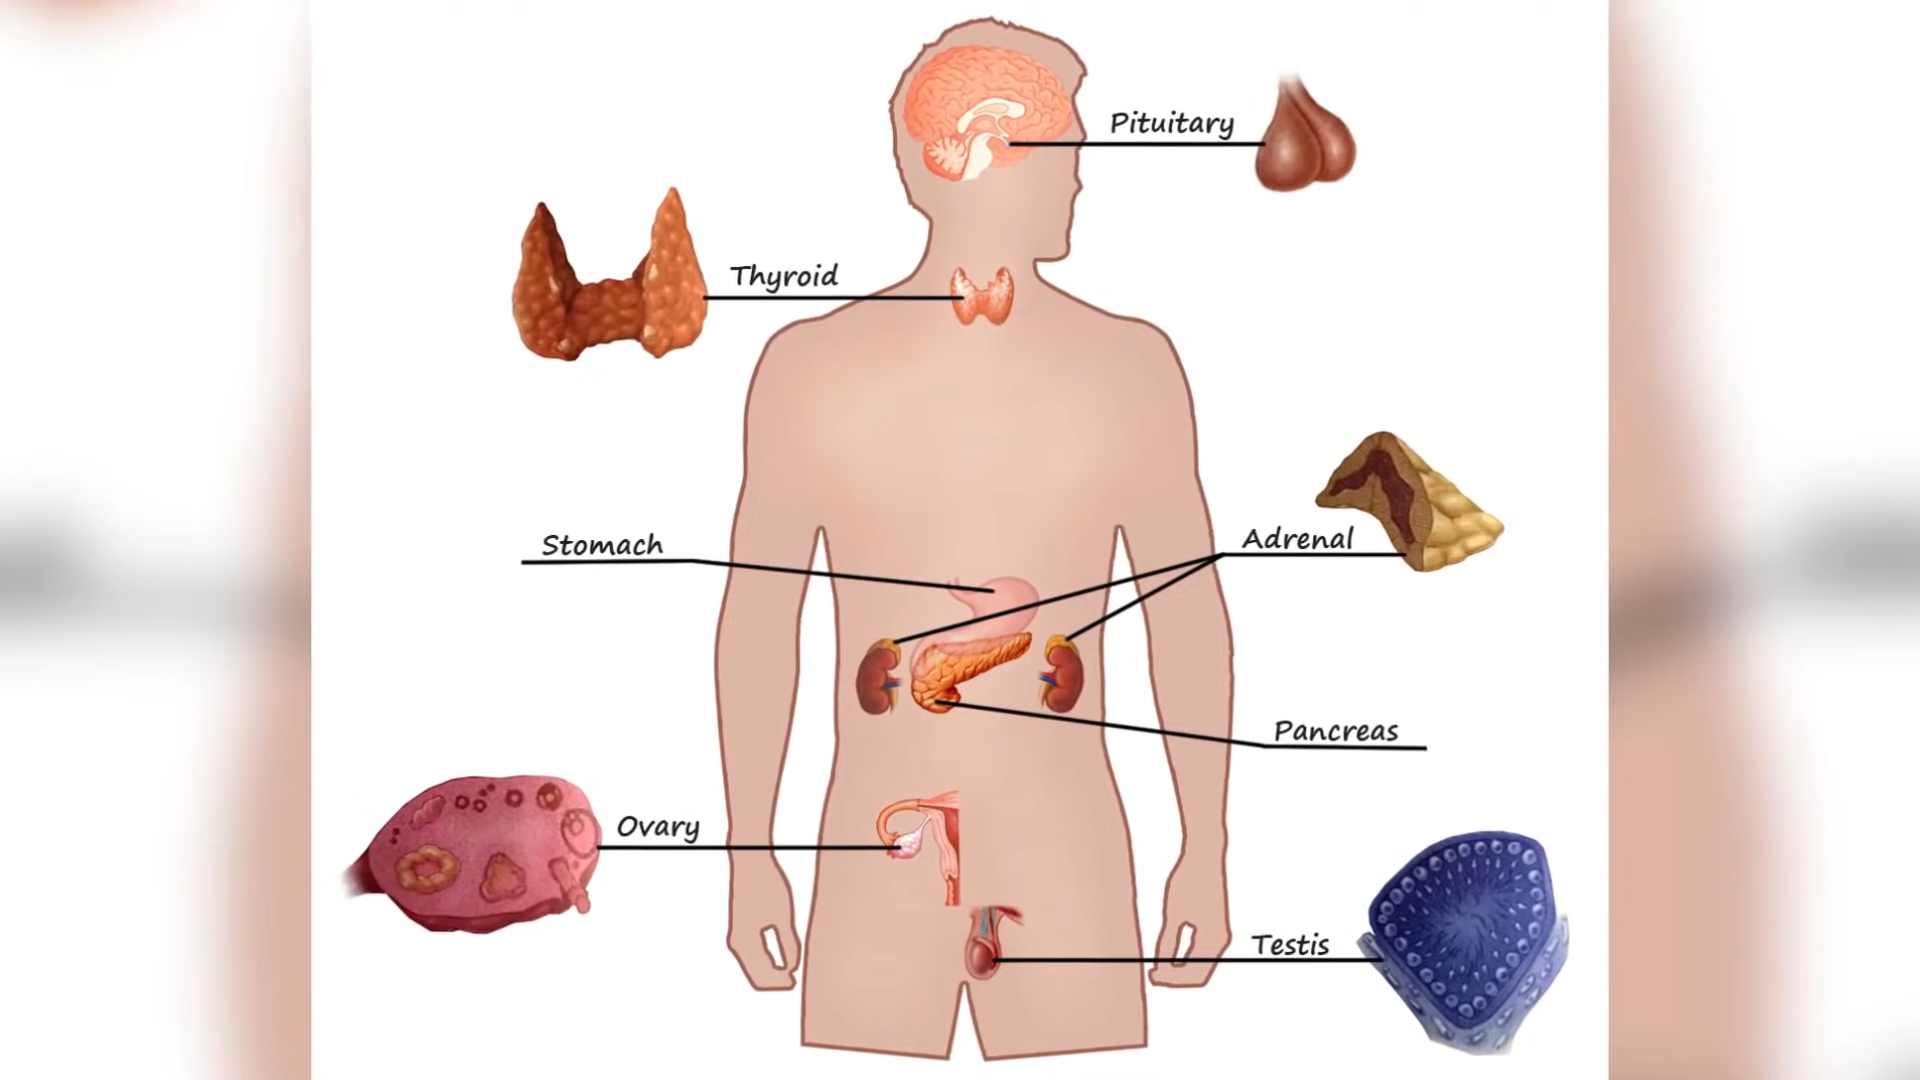 Pituitary
Thyroid
Stomach
Adrenal
Pancreas
Ovary
Testis